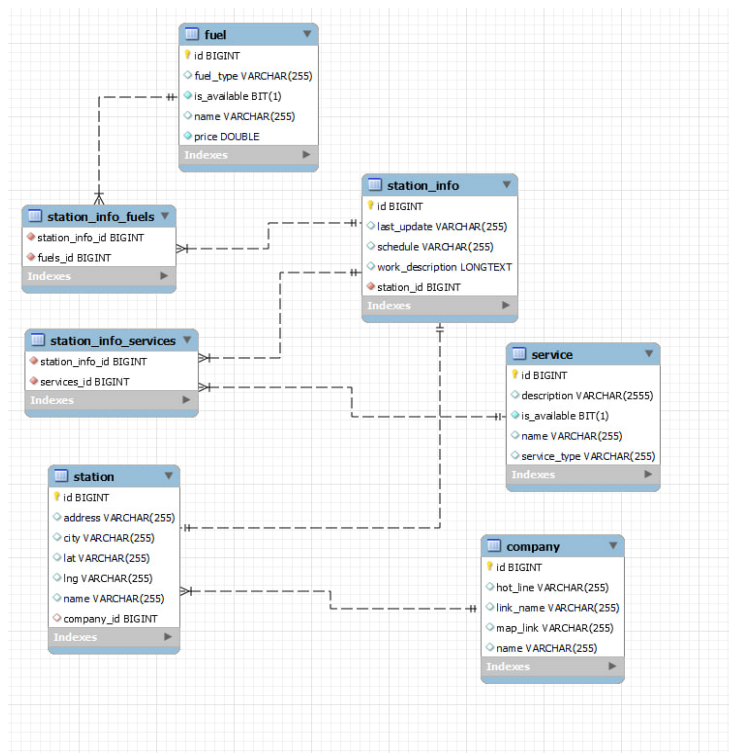 fuel
id BIGINT
fuel_type VARCHAR(255)
is_available BIT(1)
name VARCHAR(255)
price DOUBLE
Indexes
station_info
id BIGINT
last_update VARCHAR(255)
schedule VARCHAR(255)
work_description LONGTEXT
station_id BIGINT
Indexes
station_info_fuels
station_info_id BIGINT
fuels_id BIGINT
Indexes
station_info_services
station_info_id BIGINT
services_id BIGINT
Indexes
service
id BIGINT
description VARCHAR(2555)
is_available BIT(1)
name VARCHAR(255)
service_type VARCHAR(255)
Indexes
station
id BIGINT
address VARCHAR(255)
city VARCHAR(255)
lat VARCHAR(255)
lng VARCHAR(255)
name VARCHAR(255)
company_id BIGINT
Indexes
company
id BIGINT
hot_line VARCHAR(255)
link_name VARCHAR(255)
map_link VARCHAR(255)
name VARCHAR(255)
Indexes